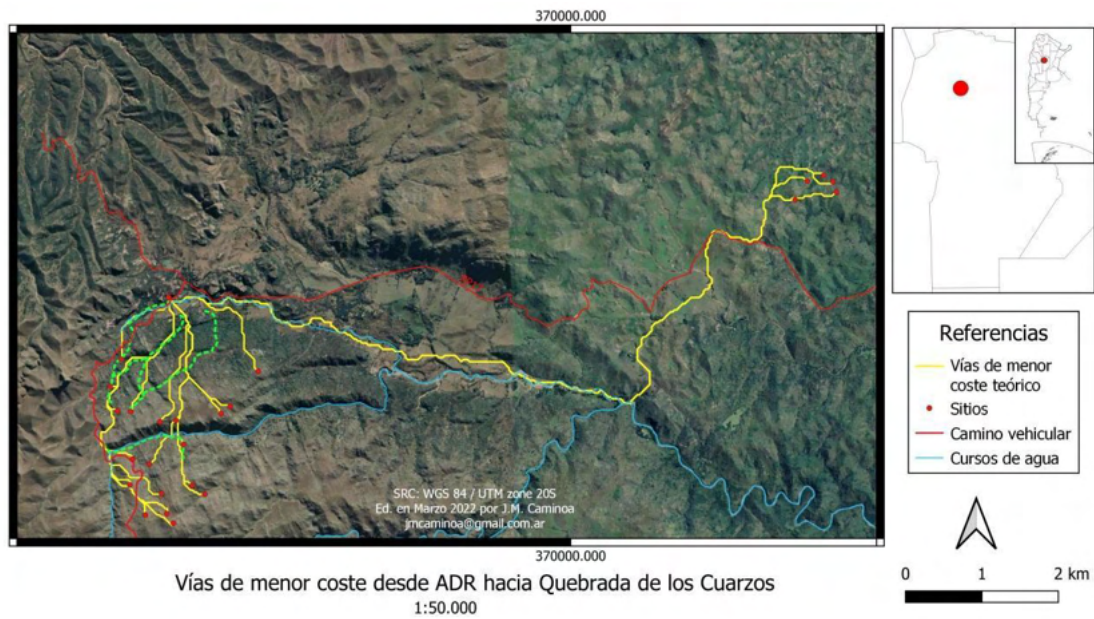 370000.000
SRC: WGS 84 / UTM zone 20S
Ed. en Marzo 2022 por J.M. Caminoa
jmcaminoa@gmail.com.ar
370000.000
Referencias
Vías de menor
coste teórico
Sitios
Camino vehicular
Cursos de agua
0 1 2 km
Vías de menor coste desde ADR hacia Quebrada de los Cuarzos
1:50.000